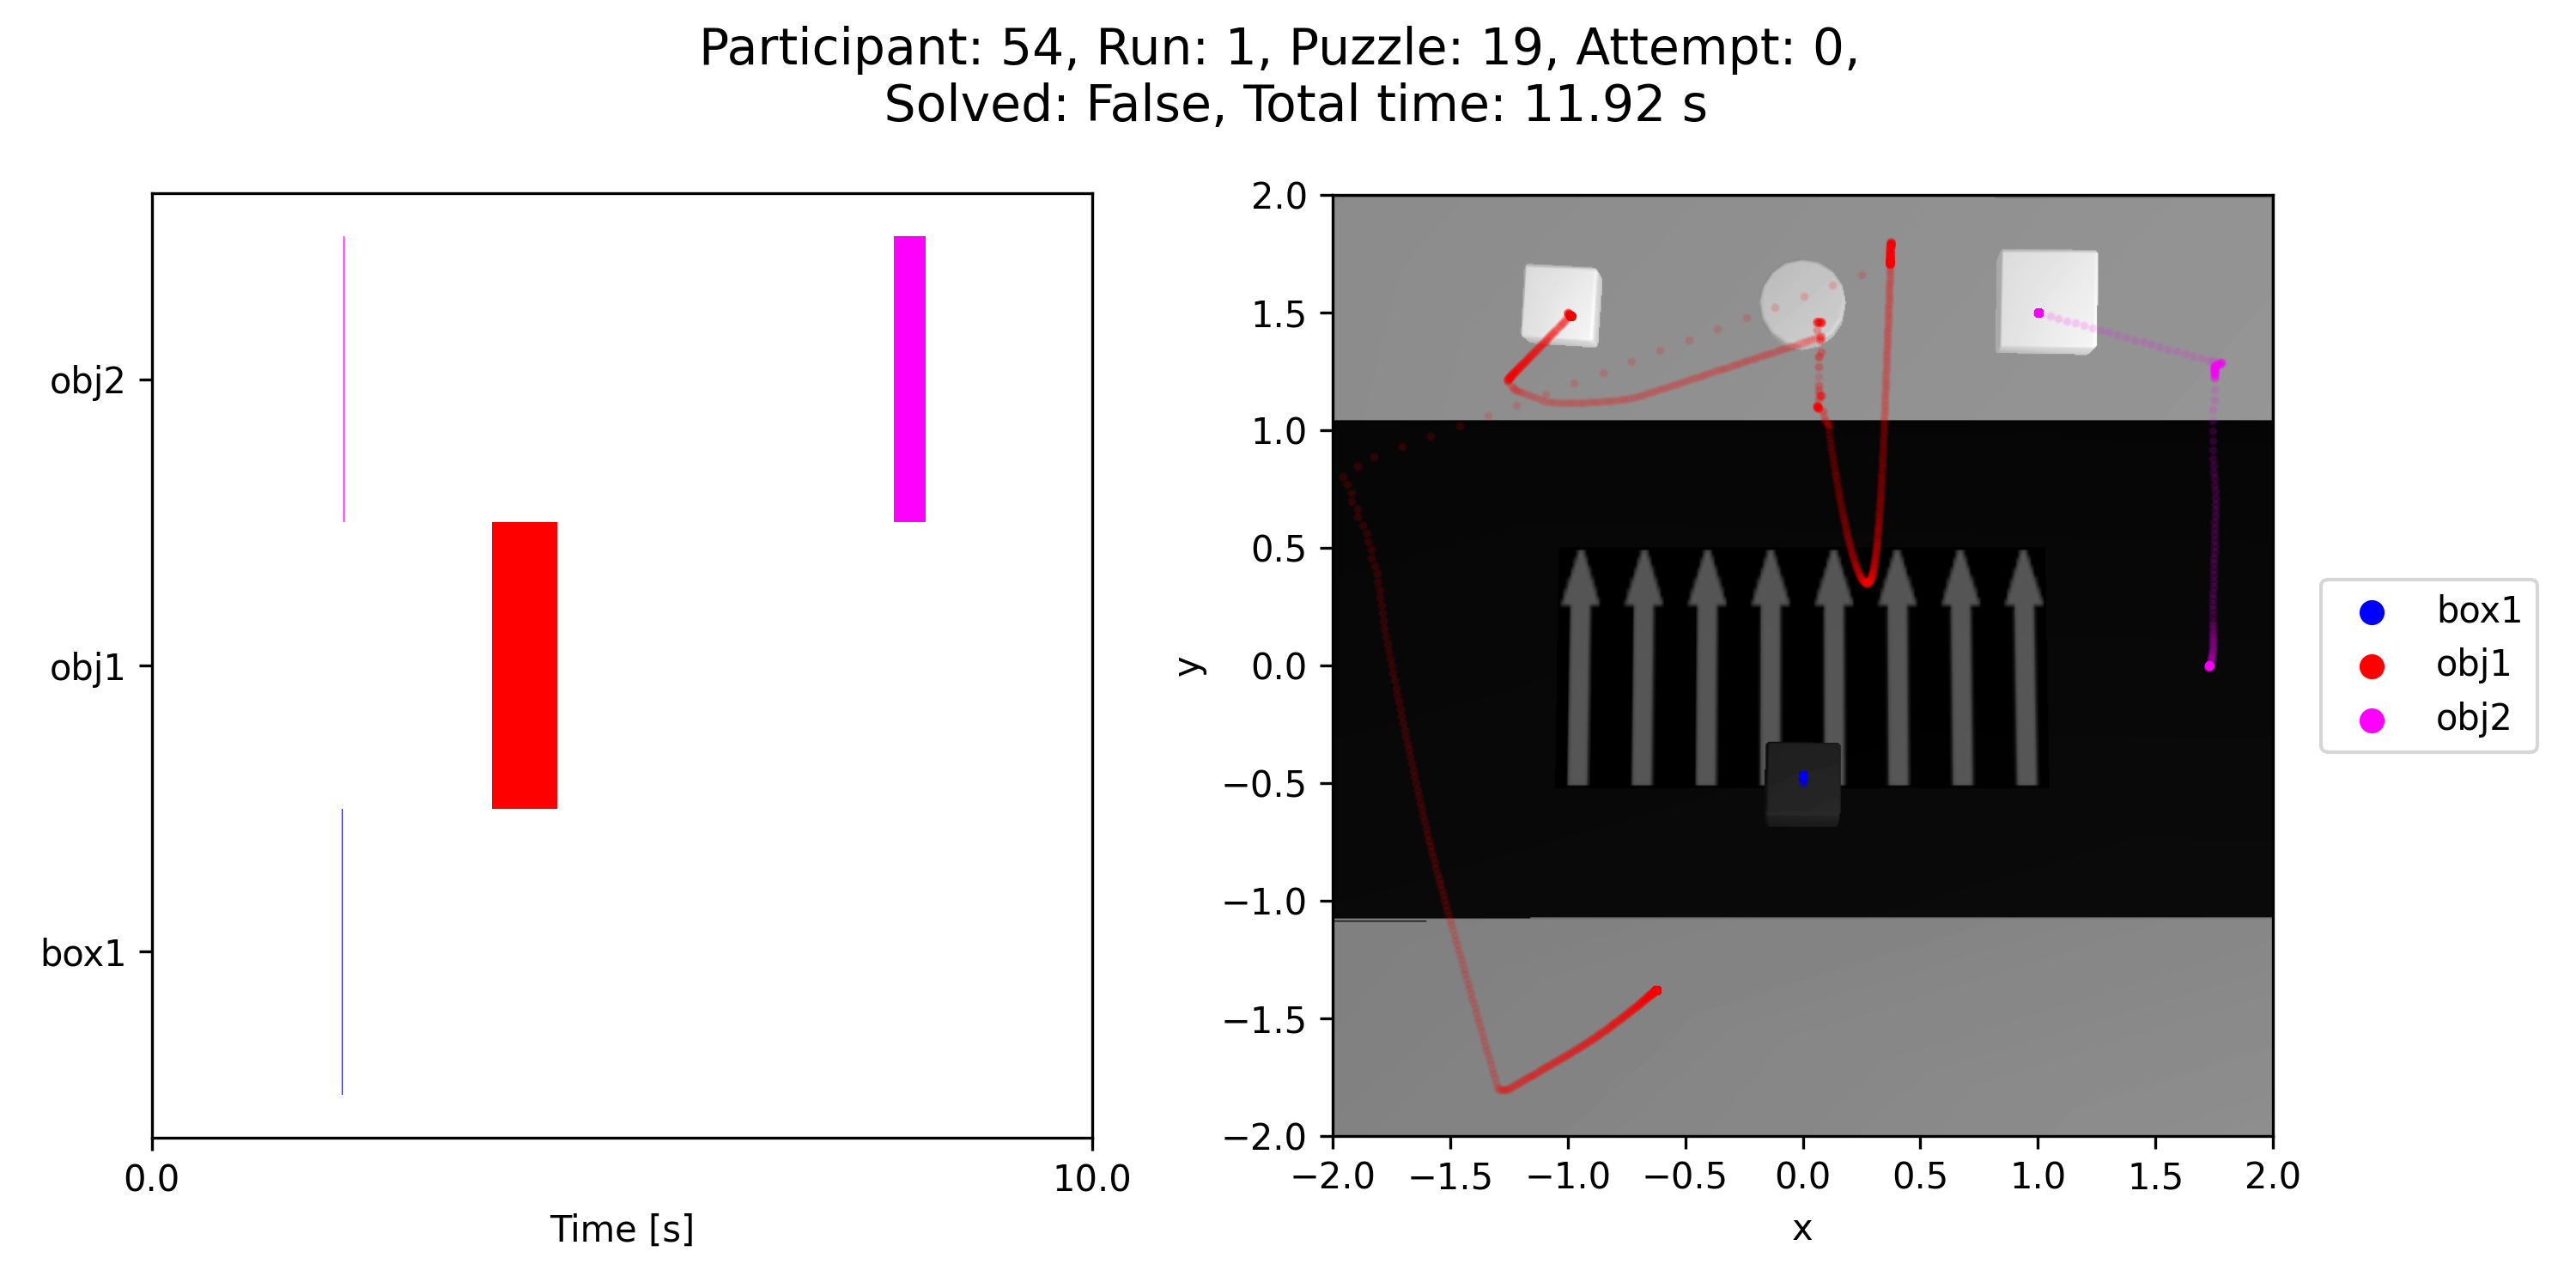 Participant: 54, Run: 1, Puzzle: 19, Attempt: 0,
Solved: False, Total time: 11.92 s
obj2
obj1
box1
0.0
10.0
Time [s]
2.0
1.5
1.0
0.5
0.0
−0.5
−1.0
−1.5
−2.0
y
−2.0
−1.5
−1.0
−0.5
0.0
0.5
1.0
1.5
2.0
x
box1
obj1
obj2